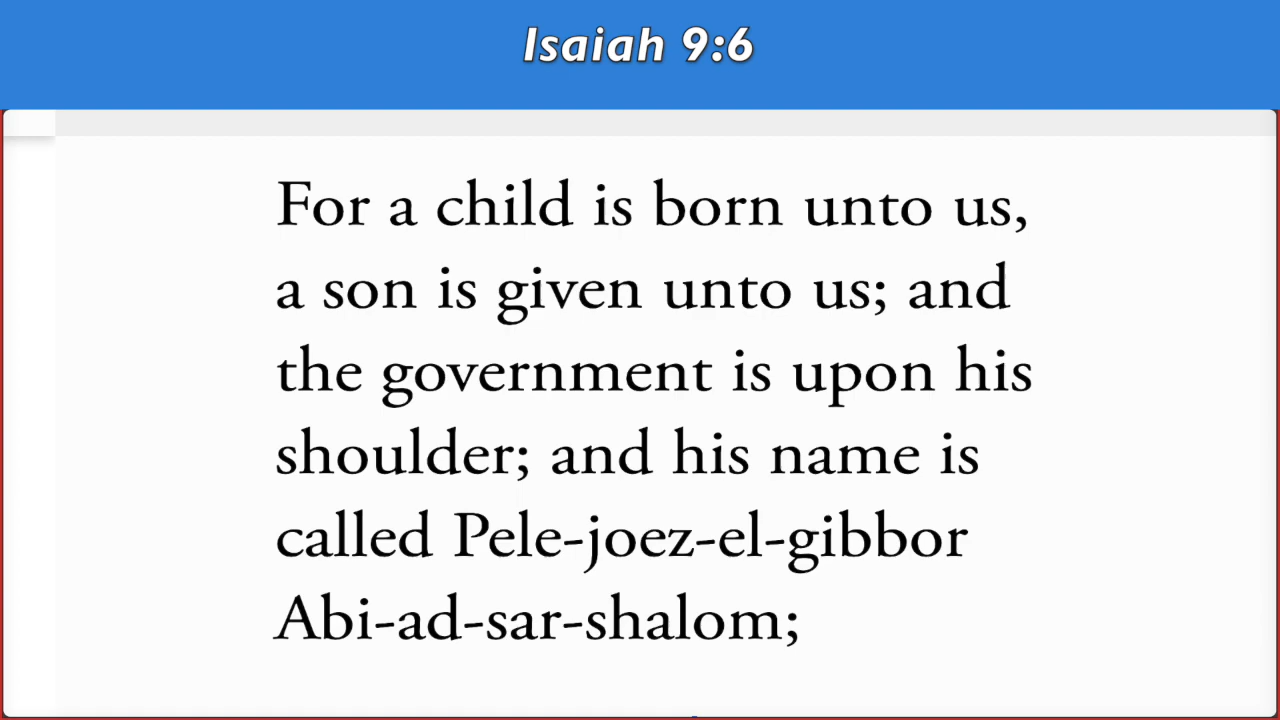 Isaiah 9:6
For a child is born unto us,
a son is given unto us; and
the government is upon his
shoulder; and his name is
called Pele-joez-el-gibbor
Abi-ad-sar-shalom;